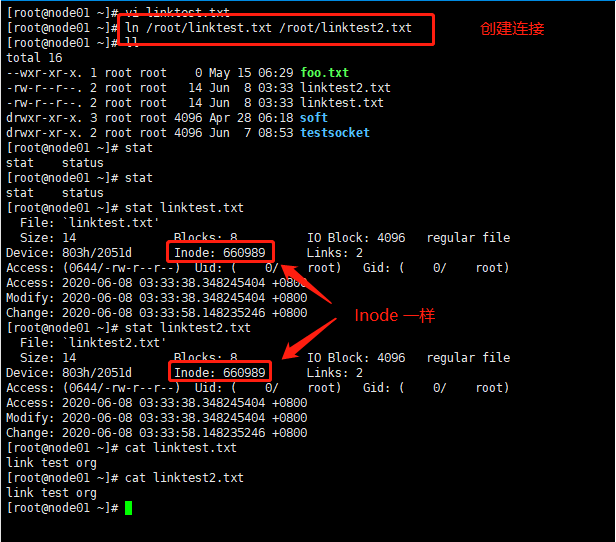 [root@node01 ~]# vi linktest.txt
[root@node01 ~]# ln /root/linktest.txt /root/linktest2.txt 创建连接
[root@node01 ~]# ll
total 16
--wxr-xr-x. 1 root root    0 May 15 06:29 foo.txt
-rw-r--r--. 2 root root   14 Jun  8 03:33 linktest2.txt
-rw-r--r--. 2 root root   14 Jun  8 03:33 linktest.txt
drwxr-xr-x. 3 root root 4096 Apr 28 06:18 soft
drwxr-xr-x. 2 root root 4096 Jun  7 08:53 testsocket
[root@node01 ~]# stat
stat    status
[root@node01 ~]# stat
stat    status
[root@node01 ~]# stat linktest.txt
  File: `linktest.txt'
  Size: 14              Blocks: 8          IO Block: 4096   regular file
Device: 803h/2051d      Inode: 660989      Links: 2
Access: (0644/-rw-r--r--)  Uid: (    0/    root)   Gid: (    0/    root)
Access: 2020-06-08 03:33:38.348245404 +0800
Modify: 2020-06-08 03:33:38.348245404 +0800
Change: 2020-06-08 03:33:58.148235246 +0800
Inode 一样
[root@node01 ~]# stat linktest2.txt
  File: `linktest2.txt'
  Size: 14              Blocks: 8          IO Block: 4096   regular file
Device: 803h/2051d      Inode: 660989      Links: 2
Access: (0644/-rw-r--r--)  Uid: (    0/    root)   Gid: (    0/    root)
Access: 2020-06-08 03:33:38.348245404 +0800
Modify: 2020-06-08 03:33:38.348245404 +0800
Change: 2020-06-08 03:33:58.148235246 +0800
[root@node01 ~]# cat linktest.txt
link test org
[root@node01 ~]# cat linktest2.txt
link test org
[root@node01 ~]#